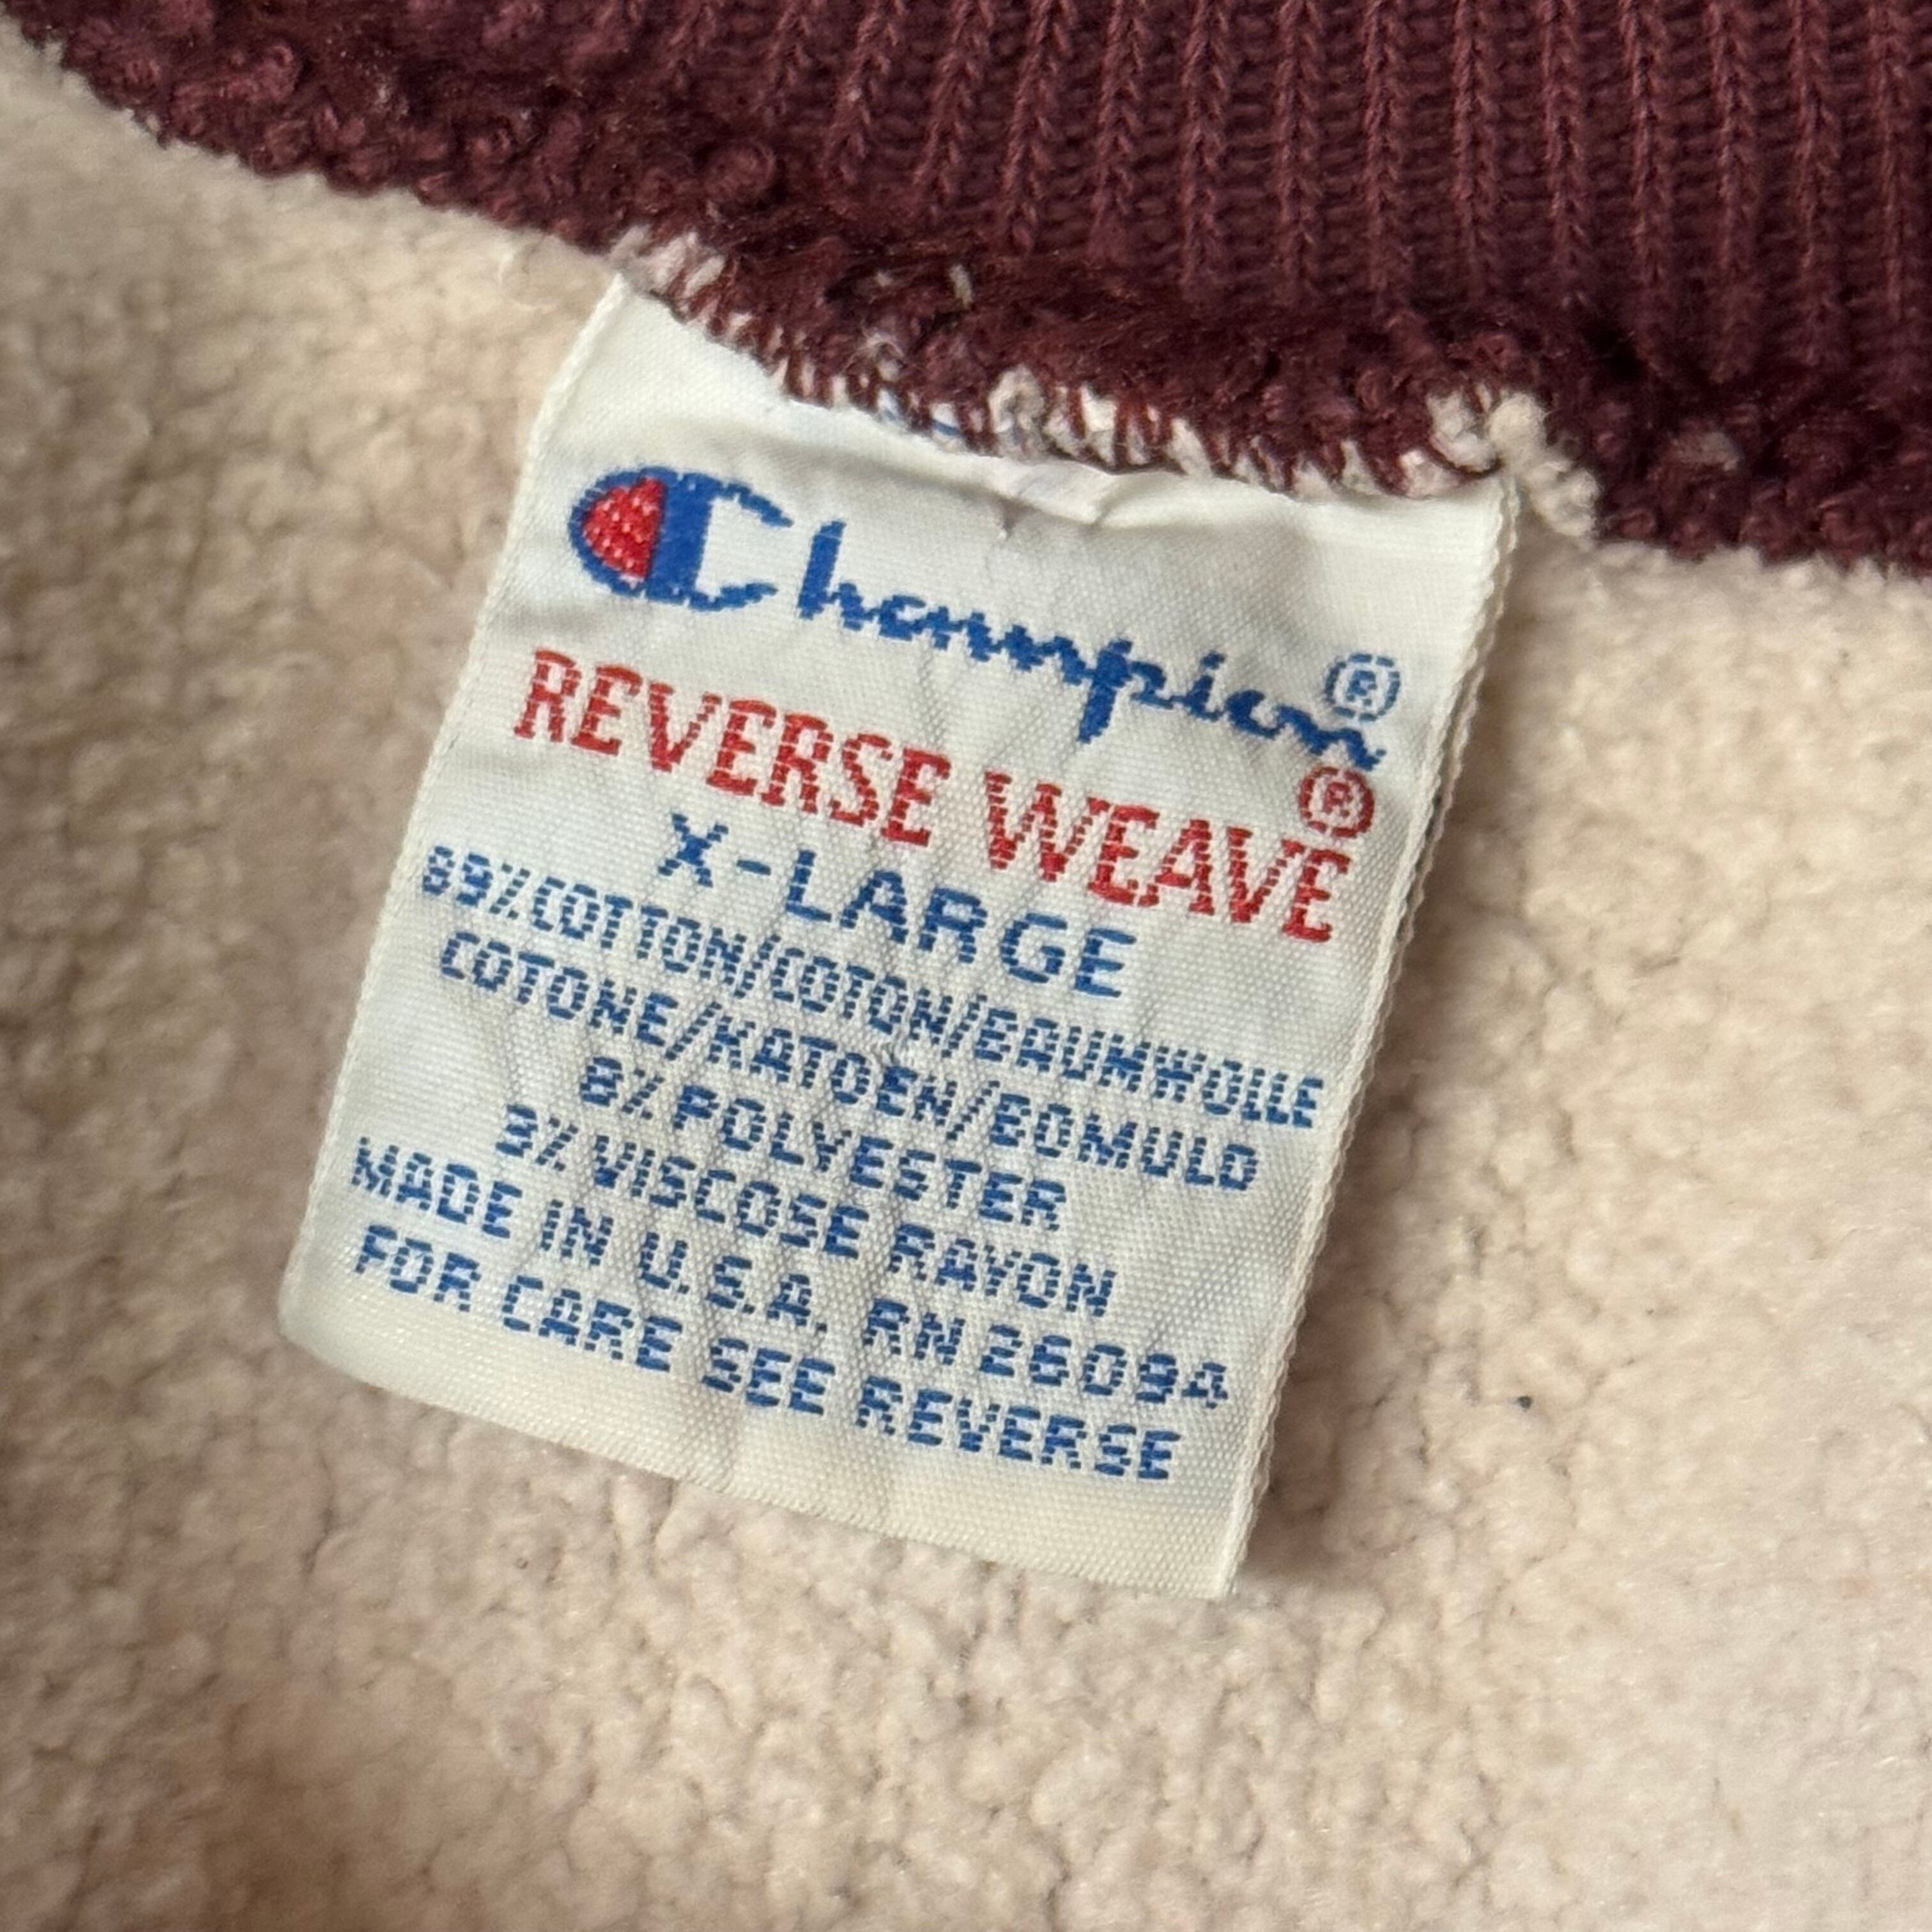 Champion®
REVERSE WEAVE®
X-LARGE
89% COTTON/COTON/BAUMWOLLE
COTONE/KATOEN/BOMULD
8% POLYESTER
3% VISCOSE RAYON
MADE IN U.S.A. RN 26094
FOR CARE SEE REVERSE